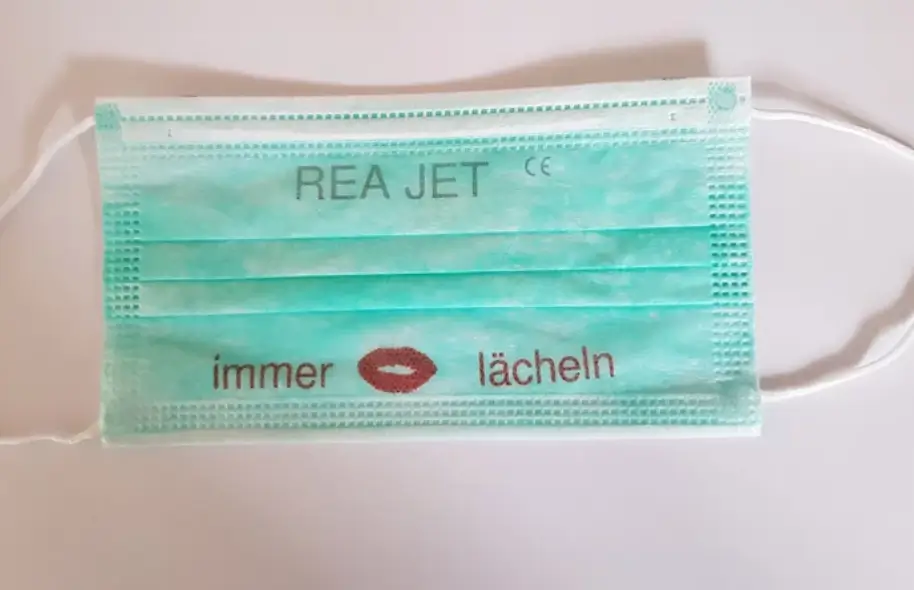 REA JET CE
immer lächeln